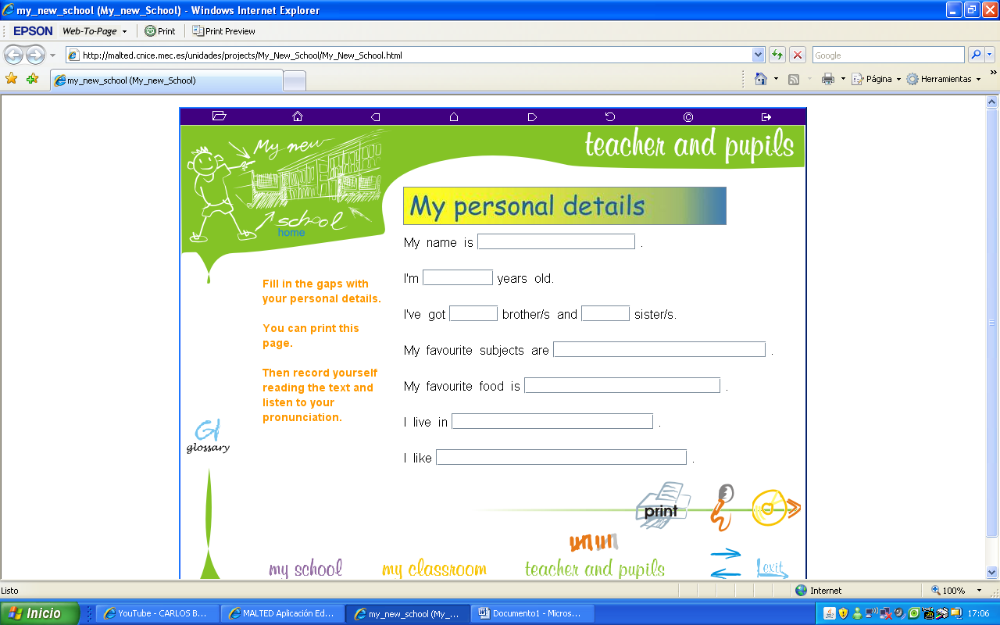 my_new_school (My_new_School) - Windows Internet Explorer
EPSON Web-To-Page Print Print Preview
http://malted.cnice.mec.es/unidades/projects/My_New_School/My_New_School.html
Google
my_new_school (My_new_School)
Página Herramientas
My new
school
home
teacher and pupils
My personal details
My name is .
I'm years old.
I've got brother/s and sister/s.
My favourite subjects are .
My favourite food is .
I live in .
I like .
Fill in the gaps with
your personal details.
You can print this
page.
Then record yourself
reading the text and
listen to your
pronunciation.
glossary
print
my school my classroom teacher and pupils exit
Listo Internet 100%
Inicio YouTube - CARLOS B... MALTED Aplicación Ed... my_new_school (My_... Documento1 - Micros... 17:06